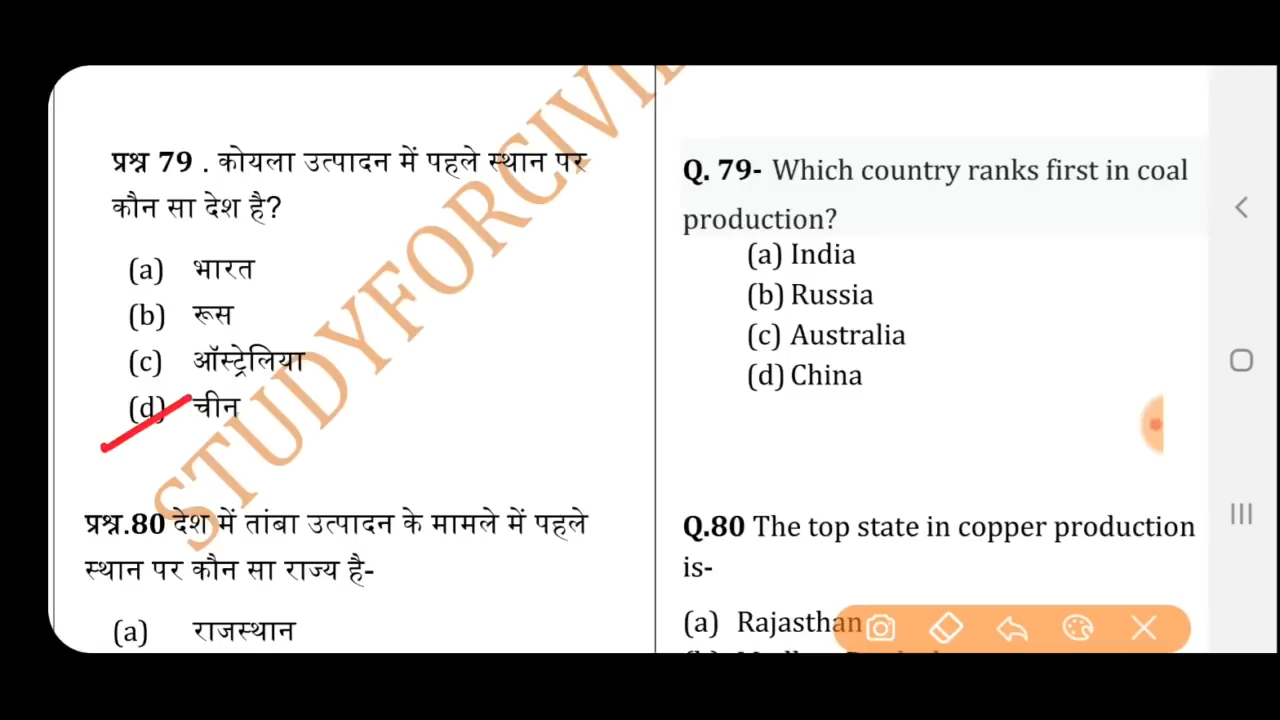 प्रश्न 79 . कोयला उत्पादन में पहले स्थान पर
कौन सा देश है?
(a) भारत
(b) रूस
(c) ऑस्ट्रेलिया
(d) चीन
प्रश्न.80 देश में तांबा उत्पादन के मामले में पहले
स्थान पर कौन सा राज्य है-
(a) राजस्थान
Q. 79- Which country ranks first in coal
production?
(a) India
(b) Russia
(c) Australia
(d) China
Q.80 The top state in copper production
is-
(a) Rajasthan
STUDYFORCIVI